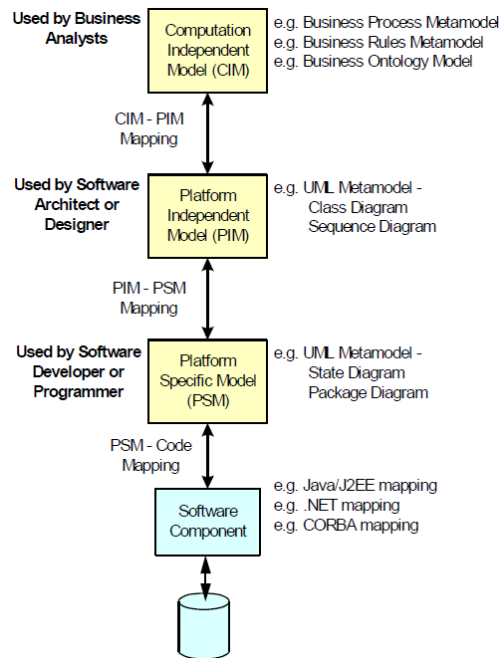 Used by Business
Analysts
Computation
Independent
Model (CIM)
e.g. Business Process Metamodel
e.g. Business Rules Metamodel
e.g. Business Ontology Model
CIM - PIM
Mapping
Used by Software
Architect or
Designer
Platform
Independent
Model (PIM)
e.g. UML Metamodel -
Class Diagram
Sequence Diagram
PIM - PSM
Mapping
Used by Software
Developer or
Programmer
Platform
Specific Model
(PSM)
e.g. UML Metamodel -
State Diagram
Package Diagram
PSM - Code
Mapping
Software
Component
e.g. Java/J2EE mapping
e.g. .NET mapping
e.g. CORBA mapping